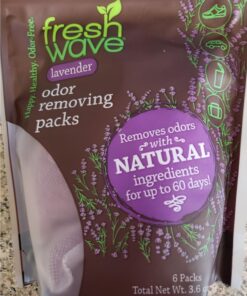 fresh
wave
lavender
odor
removing
packs
Happy. Healthy. Odor-Free.
Removes odors
with
NATURAL
ingredients
for up to 60 days!
6 Packs
Total Net Wt. 3.6